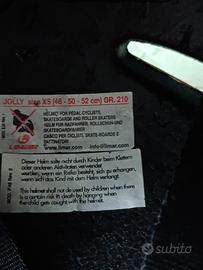 JOLLY size XS (46 - 50 - 52 cm) GR. 210
HELMET FOR PEDAL CYCLISTS,
SKATEBOARD AND ROLLER SKATERS
HELM FÜR RADFAHRER, ROLLSCHUH- UND
SKATEBOARDFAHRER
CASCO PER CICLISTI, SKATE-BOARDS E
PATTINATORI
www.limar.com
info@limar.com
LIMAR
Dieser Helm sollte nicht durch Kinder beim Klettern
oder anderen Aktivitäten verwendet
werden, wenn ein Risiko besteht, sich zu
erhängen, wenn
sich das Kind mit dem Helm verfängt.
This helmet shall not be used by children when there
is a certain risk of death by hanging when
the child gets caught with the helmet.
subito